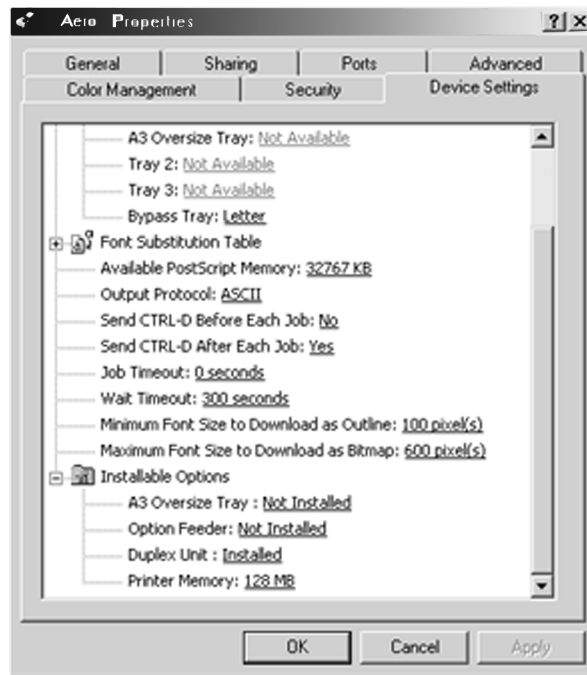 Aero Properties
General Sharing Ports Advanced
Color Management Security Device Settings
A3 Oversize Tray: Not Available
Tray 2: Not Available
Tray 3: Not Available
Bypass Tray: Letter
Font Substitution Table
Available PostScript Memory: 32767 KB
Output Protocol: ASCII
Send CTRL-D Before Each Job: No
Send CTRL-D After Each Job: Yes
Job Timeout: 0 seconds
Wait Timeout: 300 seconds
Minimum Font Size to Download as Outline: 100 pixel(s)
Maximum Font Size to Download as Bitmap: 600 pixel(s)
Installable Options
A3 Oversize Tray : Not Installed
Option Feeder: Not Installed
Duplex Unit : Installed
Printer Memory: 128 MB
OK Cancel Apply